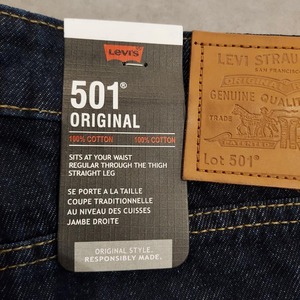 Levi's
501®
ORIGINAL
100% COTTON 100% COTTON
SITS AT YOUR WAIST
REGULAR THROUGH THE THIGH
STRAIGHT LEG
SE PORTE A LA TAILLE
COUPE TRADITIONNELLE
AU NIVEAU DES CUISSES
JAMBE DROITE
ORIGINAL STYLE.
RESPONSIBLY MADE.
LEVI STRAUSS
SAN FRANCISCO
ORIGINAL
GENUINE QUALITY
TRADE
Lot 501®